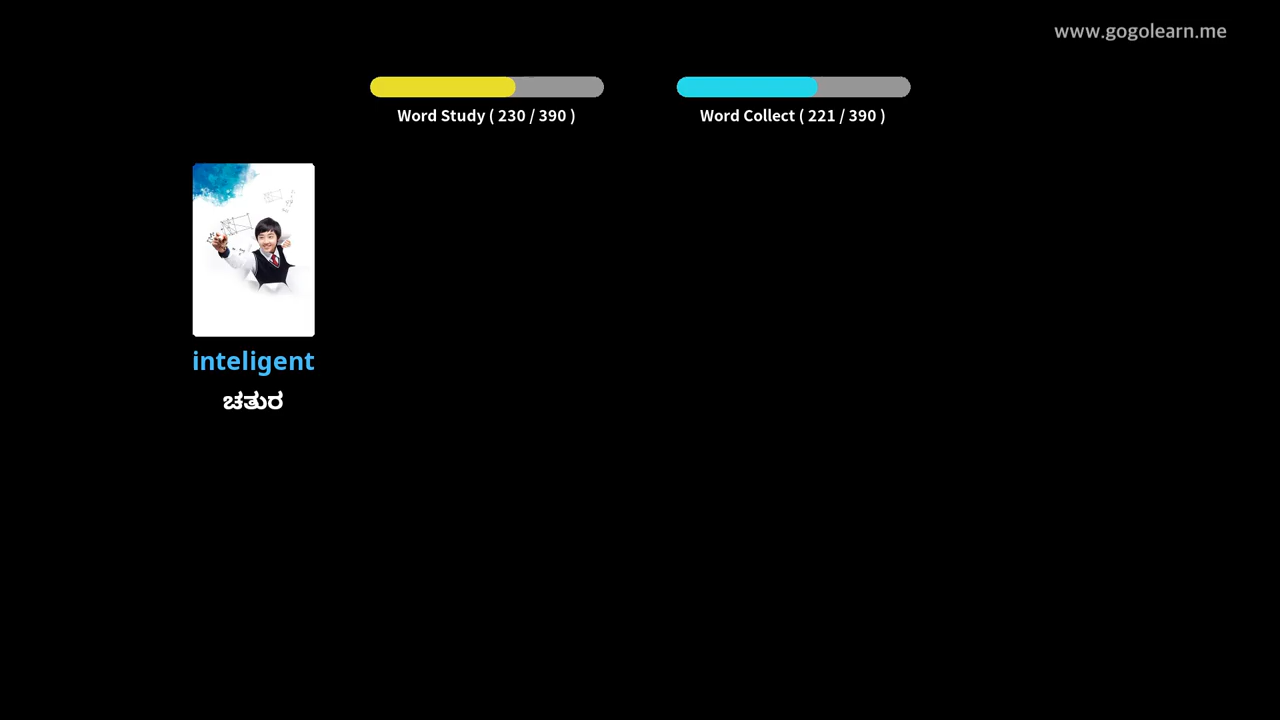 www.gogolearn.me
Word Study ( 230 / 390 )
Word Collect ( 221 / 390 )
inteligent
ಚತುರ